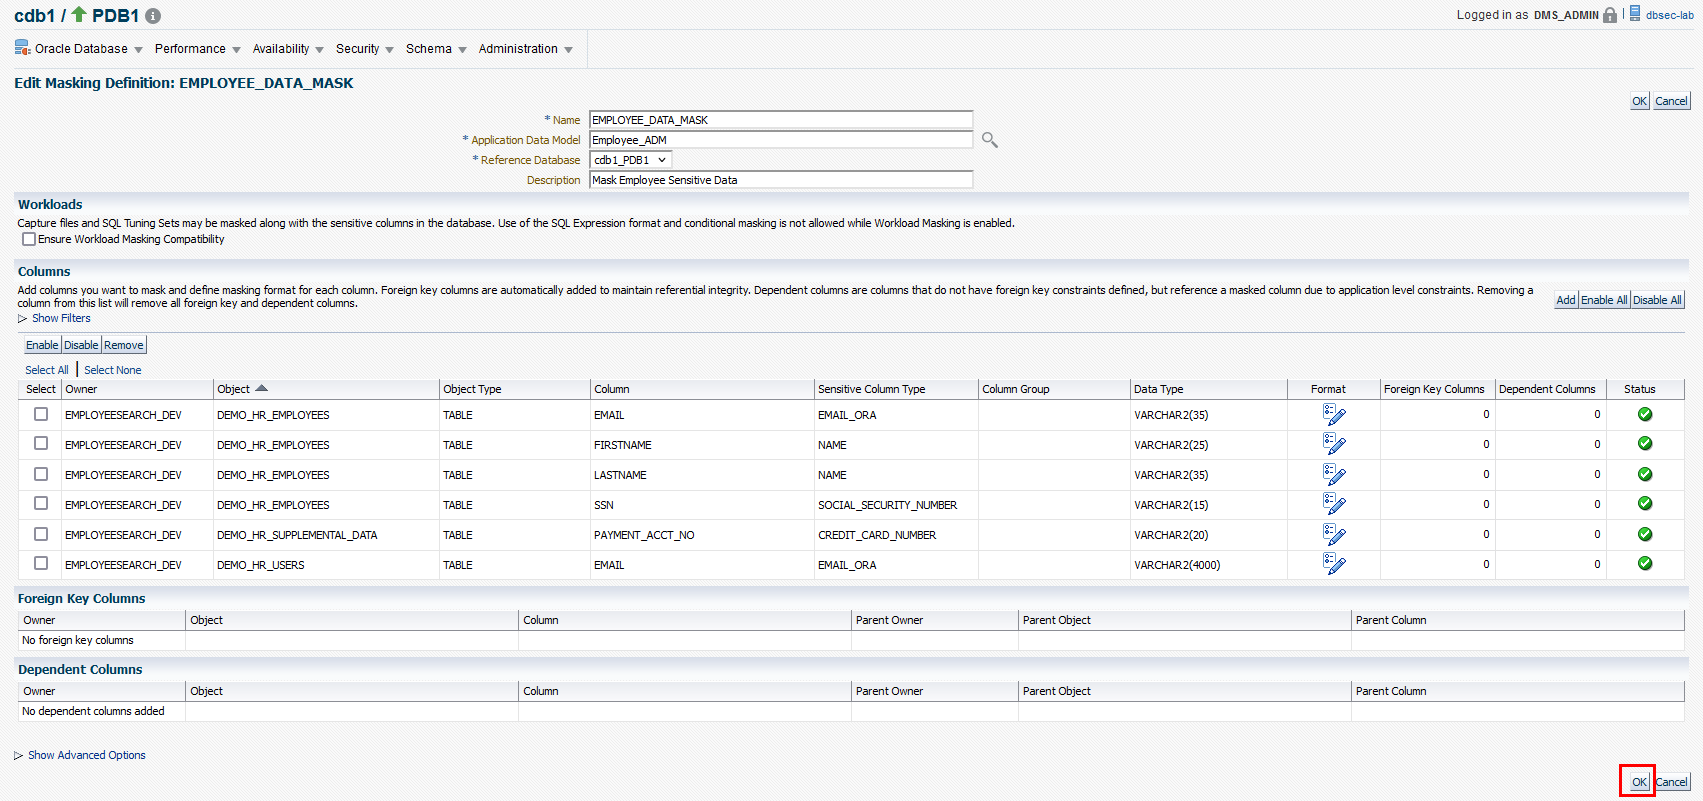 cdb1 / PDB1
Logged in as DMS_ADMIN | dbsec-lab
Oracle Database Performance Availability Security Schema Administration
Edit Masking Definition: EMPLOYEE_DATA_MASK
OK Cancel
* Name EMPLOYEE_DATA_MASK
* Application Data Model Employee_ADM
* Reference Database cdb1_PDB1
Description Mask Employee Sensitive Data
Workloads
Capture files and SQL Tuning Sets may be masked along with the sensitive columns in the database. Use of the SQL Expression format and conditional masking is not allowed while Workload Masking is enabled.
Ensure Workload Masking Compatibility
Columns
Add columns you want to mask and define masking format for each column. Foreign key columns are automatically added to maintain referential integrity. Dependent columns are columns that do not have foreign key constraints defined, but reference a masked column due to application level constraints. Removing a
column from this list will remove all foreign key and dependent columns.
Add Enable All Disable All
Show Filters
Enable Disable Remove
Select All | Select None
Select Owner Object Object Type Column Sensitive Column Type Column Group Data Type Format Foreign Key Columns Dependent Columns Status
EMPLOYEESEARCH_DEV DEMO_HR_EMPLOYEES TABLE EMAIL EMAIL_ORA VARCHAR2(35) 0 0
EMPLOYEESEARCH_DEV DEMO_HR_EMPLOYEES TABLE FIRSTNAME NAME VARCHAR2(25) 0 0
EMPLOYEESEARCH_DEV DEMO_HR_EMPLOYEES TABLE LASTNAME NAME VARCHAR2(35) 0 0
EMPLOYEESEARCH_DEV DEMO_HR_EMPLOYEES TABLE SSN SOCIAL_SECURITY_NUMBER VARCHAR2(15) 0 0
EMPLOYEESEARCH_DEV DEMO_HR_SUPPLEMENTAL_DATA TABLE PAYMENT_ACCT_NO CREDIT_CARD_NUMBER VARCHAR2(20) 0 0
EMPLOYEESEARCH_DEV DEMO_HR_USERS TABLE EMAIL EMAIL_ORA VARCHAR2(4000) 0 0
Foreign Key Columns
Owner Object Column Parent Owner Parent Object Parent Column
No foreign key columns
Dependent Columns
Owner Object Column Parent Owner Parent Object Parent Column
No dependent columns added
Show Advanced Options
OK Cancel